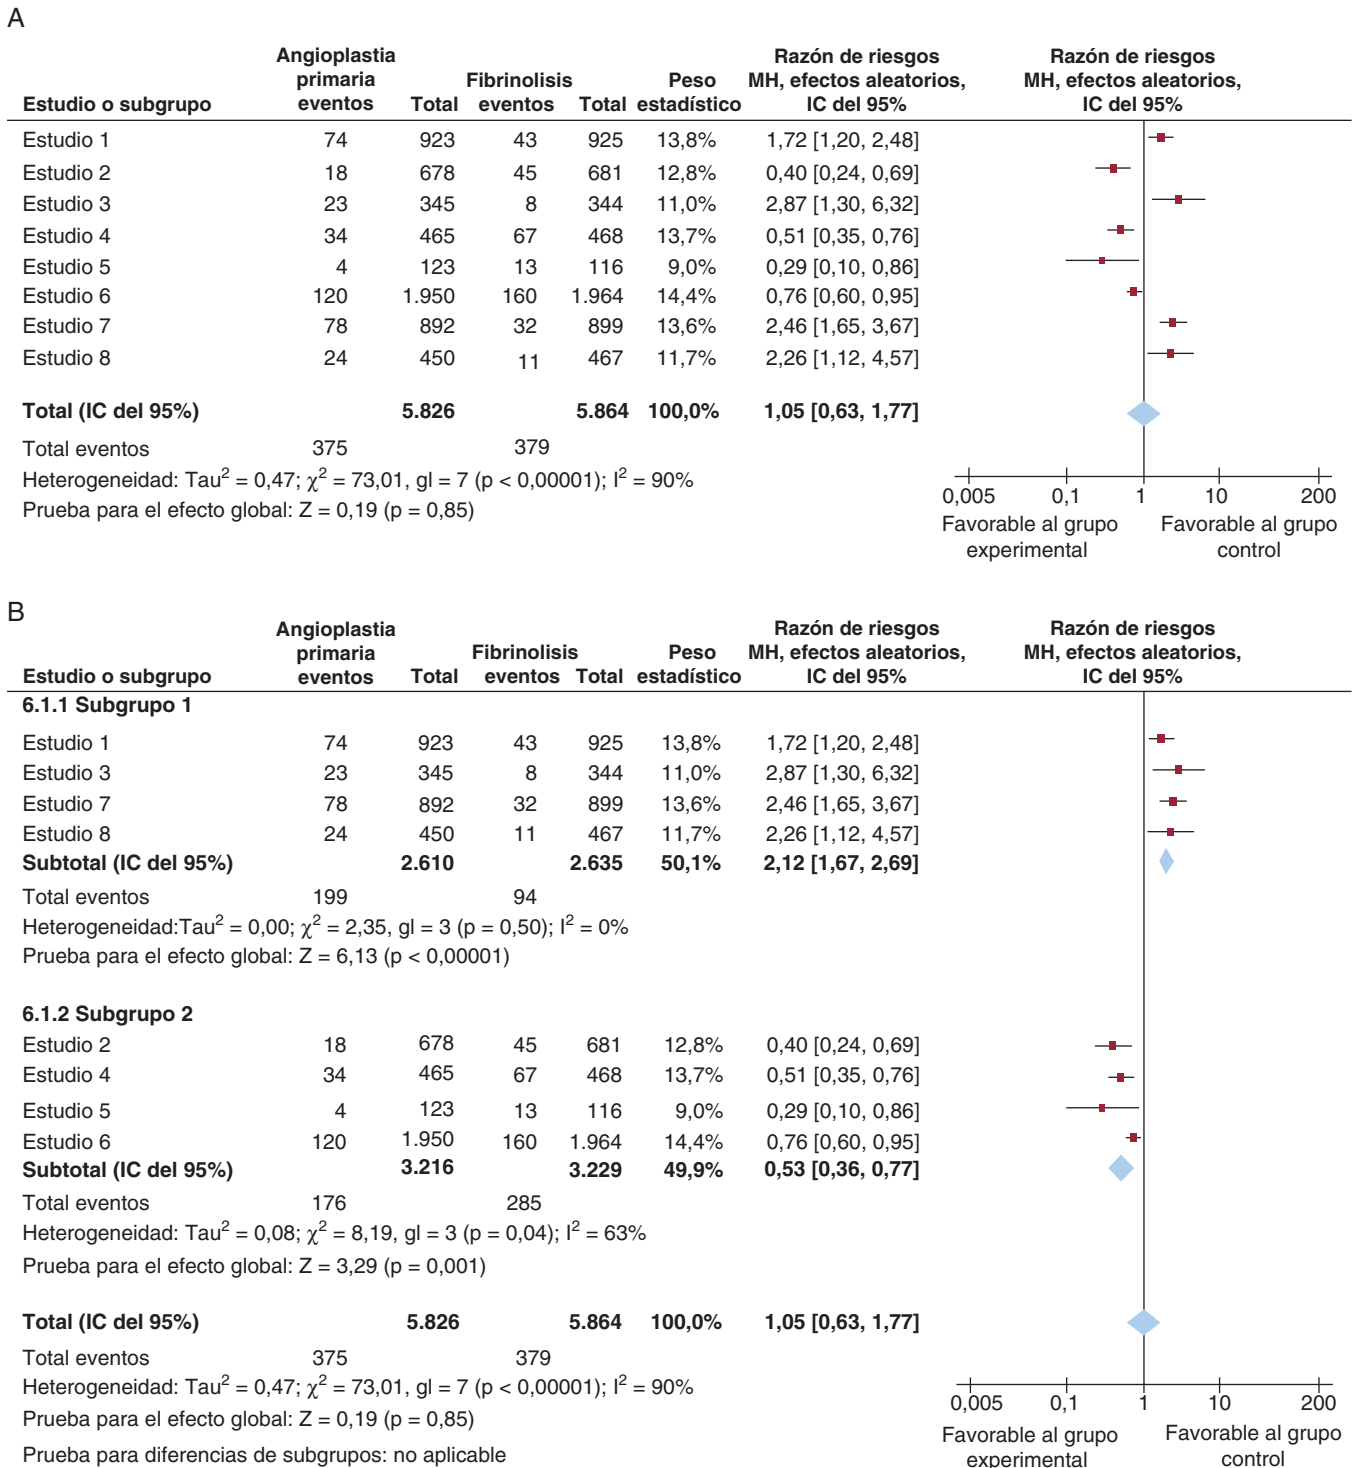 A
Angioplastia primaria eventos
Fibrinolisis eventos
Razón de riesgos MH, efectos aleatorios, IC del 95%
Razón de riesgos MH, efectos aleatorios, IC del 95%
Estudio o subgrupo Total Total Peso estadístico
Estudio 1 74 923 43 925 13,8% 1,72 [1,20, 2,48]
Estudio 2 18 678 45 681 12,8% 0,40 [0,24, 0,69]
Estudio 3 23 345 8 344 11,0% 2,87 [1,30, 6,32]
Estudio 4 34 465 67 468 13,7% 0,51 [0,35, 0,76]
Estudio 5 4 123 13 116 9,0% 0,29 [0,10, 0,86]
Estudio 6 120 1.950 160 1.964 14,4% 0,76 [0,60, 0,95]
Estudio 7 78 892 32 899 13,6% 2,46 [1,65, 3,67]
Estudio 8 24 450 11 467 11,7% 2,26 [1,12, 4,57]
Total (IC del 95%) 5.826 5.864 100,0% 1,05 [0,63, 1,77]
Total eventos 375 379
Heterogeneidad: Tau² = 0,47; χ² = 73,01, gl = 7 (p < 0,00001); I² = 90%
Prueba para el efecto global: Z = 0,19 (p = 0,85)
0,005 0,1 1 10 200
Favorable al grupo experimental
Favorable al grupo control
B
Angioplastia primaria eventos
Fibrinolisis eventos
Razón de riesgos MH, efectos aleatorios, IC del 95%
Razón de riesgos MH, efectos aleatorios, IC del 95%
Estudio o subgrupo Total Total Peso estadístico
6.1.1 Subgrupo 1
Estudio 1 74 923 43 925 13,8% 1,72 [1,20, 2,48]
Estudio 3 23 345 8 344 11,0% 2,87 [1,30, 6,32]
Estudio 7 78 892 32 899 13,6% 2,46 [1,65, 3,67]
Estudio 8 24 450 11 467 11,7% 2,26 [1,12, 4,57]
Subtotal (IC del 95%) 2.610 2.635 50,1% 2,12 [1,67, 2,69]
Total eventos 199 94
Heterogeneidad:Tau² = 0,00; χ² = 2,35, gl = 3 (p = 0,50); I² = 0%
Prueba para el efecto global: Z = 6,13 (p < 0,00001)
6.1.2 Subgrupo 2
Estudio 2 18 678 45 681 12,8% 0,40 [0,24, 0,69]
Estudio 4 34 465 67 468 13,7% 0,51 [0,35, 0,76]
Estudio 5 4 123 13 116 9,0% 0,29 [0,10, 0,86]
Estudio 6 120 1.950 160 1.964 14,4% 0,76 [0,60, 0,95]
Subtotal (IC del 95%) 3.216 3.229 49,9% 0,53 [0,36, 0,77]
Total eventos 176 285
Heterogeneidad: Tau² = 0,08; χ² = 8,19, gl = 3 (p = 0,04); I² = 63%
Prueba para el efecto global: Z = 3,29 (p = 0,001)
Total (IC del 95%) 5.826 5.864 100,0% 1,05 [0,63, 1,77]
Total eventos 375 379
Heterogeneidad: Tau² = 0,47; χ² = 73,01, gl = 7 (p < 0,00001); I² = 90%
Prueba para el efecto global: Z = 0,19 (p = 0,85)
Prueba para diferencias de subgrupos: no aplicable
0,005 0,1 1 10 200
Favorable al grupo experimental
Favorable al grupo control